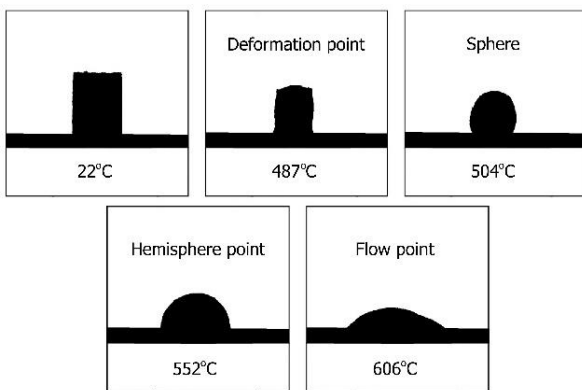 22°C
Deformation point
487°C
Sphere
504°C
Hemisphere point
552°C
Flow point
606°C